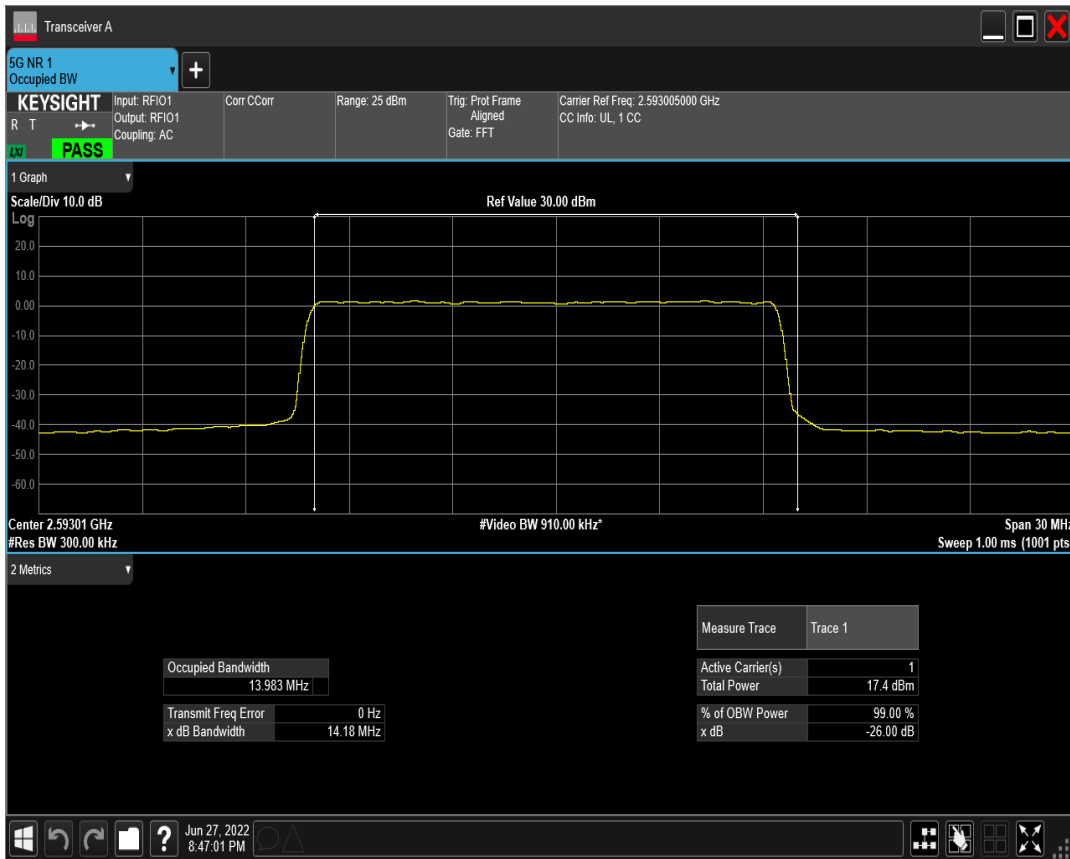 Transceiver A
5G NR 1
Occupied BW
+
KEYSIGHT
R T
LXI
PASS
Input: RFIO1
Output: RFIO1
Coupling: AC
Corr CCorr
Range: 25 dBm
Trig: Prot Frame
Aligned
Gate: FFT
Carrier Ref Freq: 2.593005000 GHz
CC Info: UL, 1 CC
1 Graph
Scale/Div 10.0 dB
Ref Value 30.00 dBm
Log
20.0
10.0
0.00
-10.0
-20.0
-30.0
-40.0
-50.0
-60.0
Center 2.59301 GHz
#Video BW 910.00 kHz*
Span 30 MHz
#Res BW 300.00 kHz
Sweep 1.00 ms (1001 pts
2 Metrics
Measure Trace Trace 1
Occupied Bandwidth
13.983 MHz
Active Carrier(s) 1
Total Power 17.4 dBm
Transmit Freq Error 0 Hz
x dB Bandwidth 14.18 MHz
% of OBW Power 99.00 %
x dB -26.00 dB
?
Jun 27, 2022
8:47:01 PM